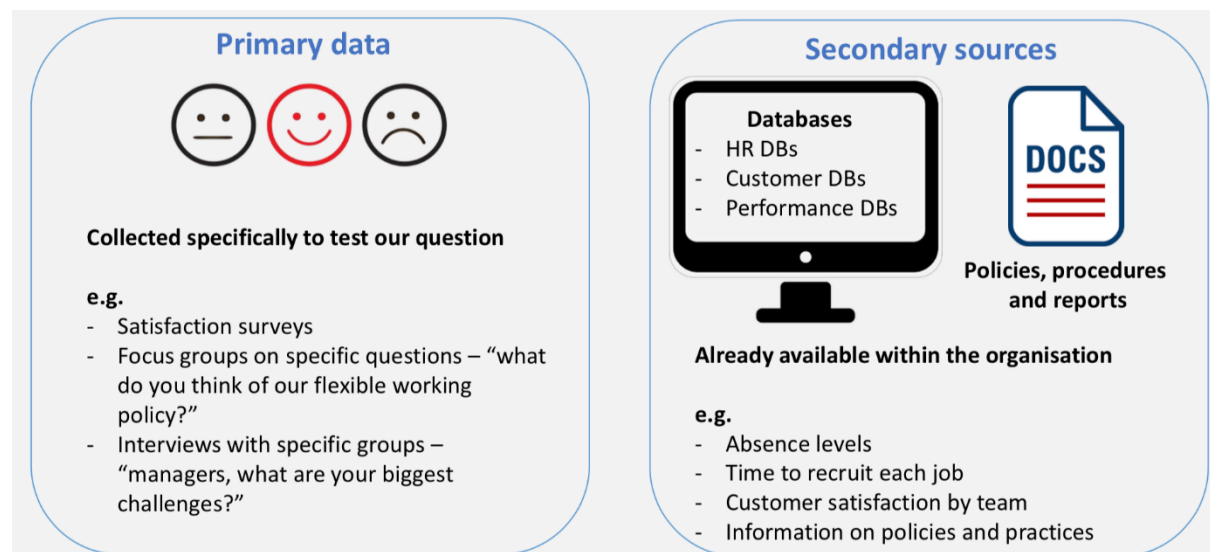 Primary data
Collected specifically to test our question
e.g.
- Satisfaction surveys
- Focus groups on specific questions – “what
do you think of our flexible working
policy?”
- Interviews with specific groups –
“managers, what are your biggest
challenges?”
Secondary sources
Databases
- HR DBs
- Customer DBs
- Performance DBs
DOCS
Policies, procedures
and reports
Already available within the organisation
e.g.
- Absence levels
- Time to recruit each job
- Customer satisfaction by team
- Information on policies and practices